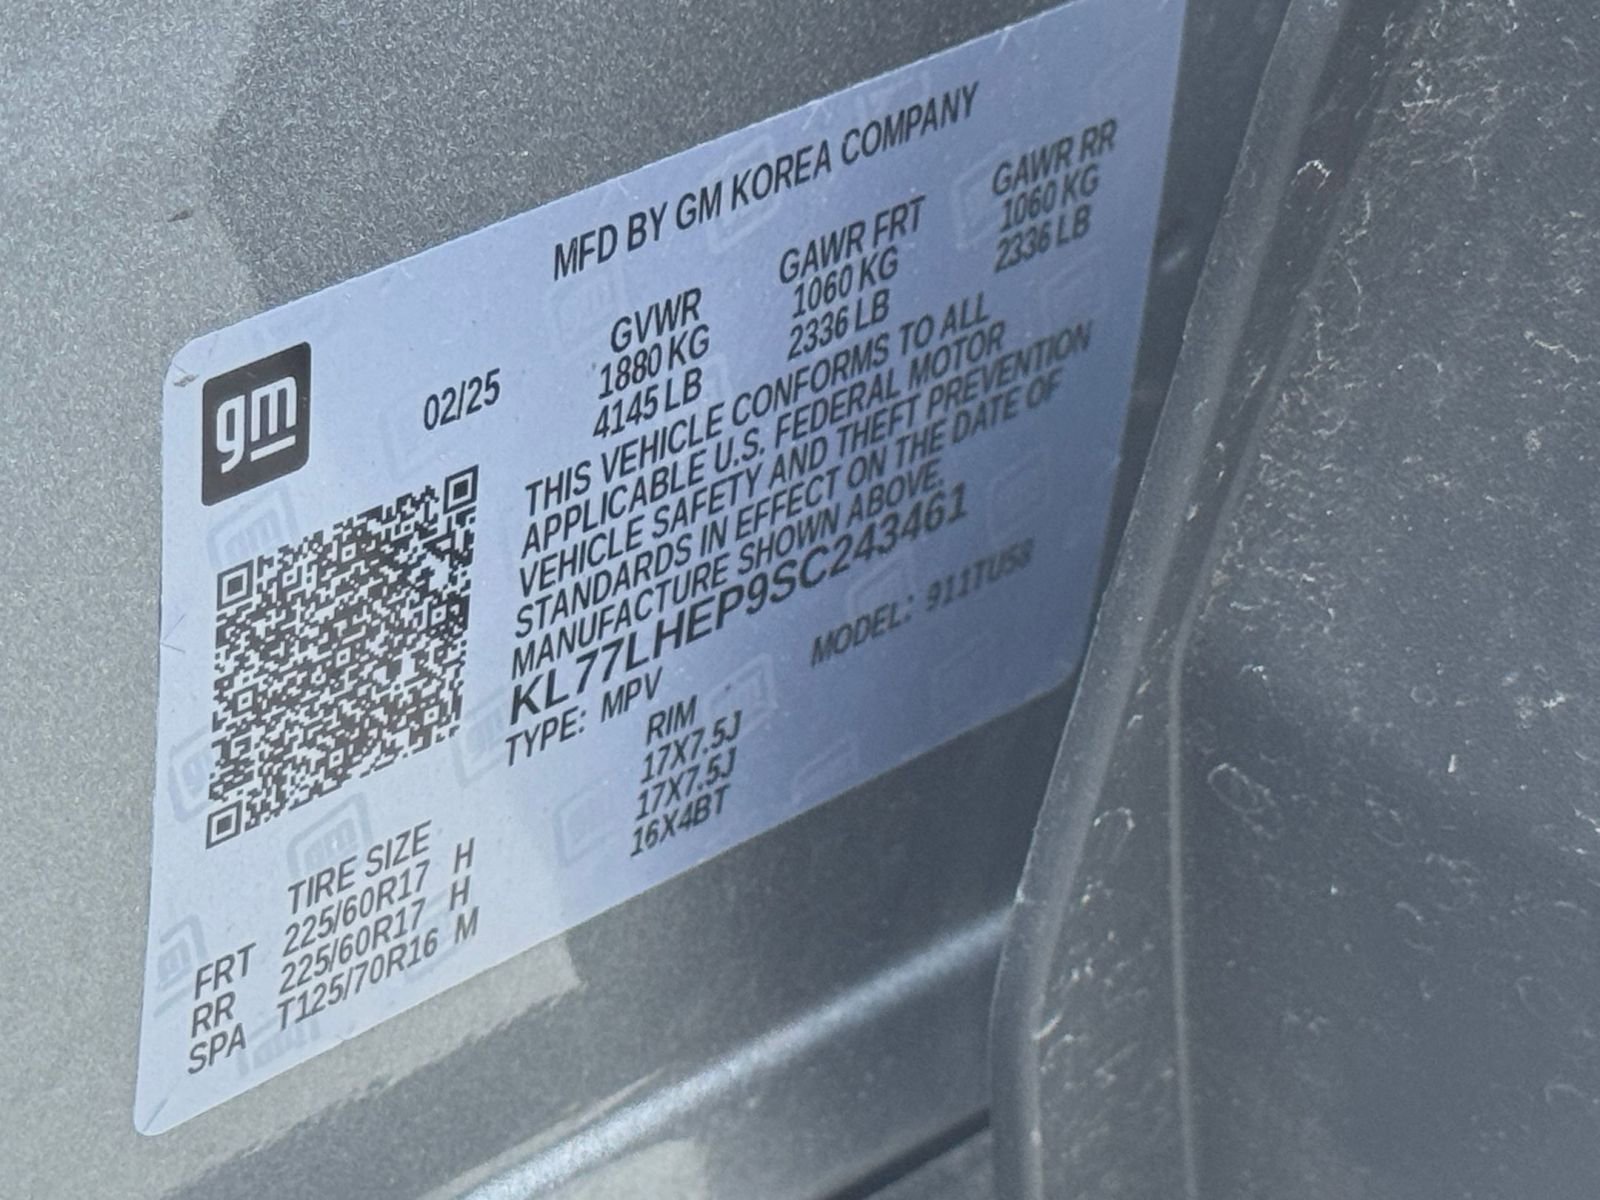 MFD BY GM KOREA COMPANY
gm
02/25
GVWR GAWR FRT GAWR RR
1880 KG 1060 KG 1060 KG
4145 LB 2336 LB 2336 LB
THIS VEHICLE CONFORMS TO ALL
APPLICABLE U.S. FEDERAL MOTOR
VEHICLE SAFETY AND THEFT PREVENTION
STANDARDS IN EFFECT ON THE DATE OF
MANUFACTURE SHOWN ABOVE.
KL77LHEP9SC243461
TYPE: MPV MODEL: 911TU58
TIRE SIZE RIM
FRT 225/60R17 H 17X7.5J
RR 225/60R17 H 17X7.5J
SPA T125/70R16 M 16X4BT